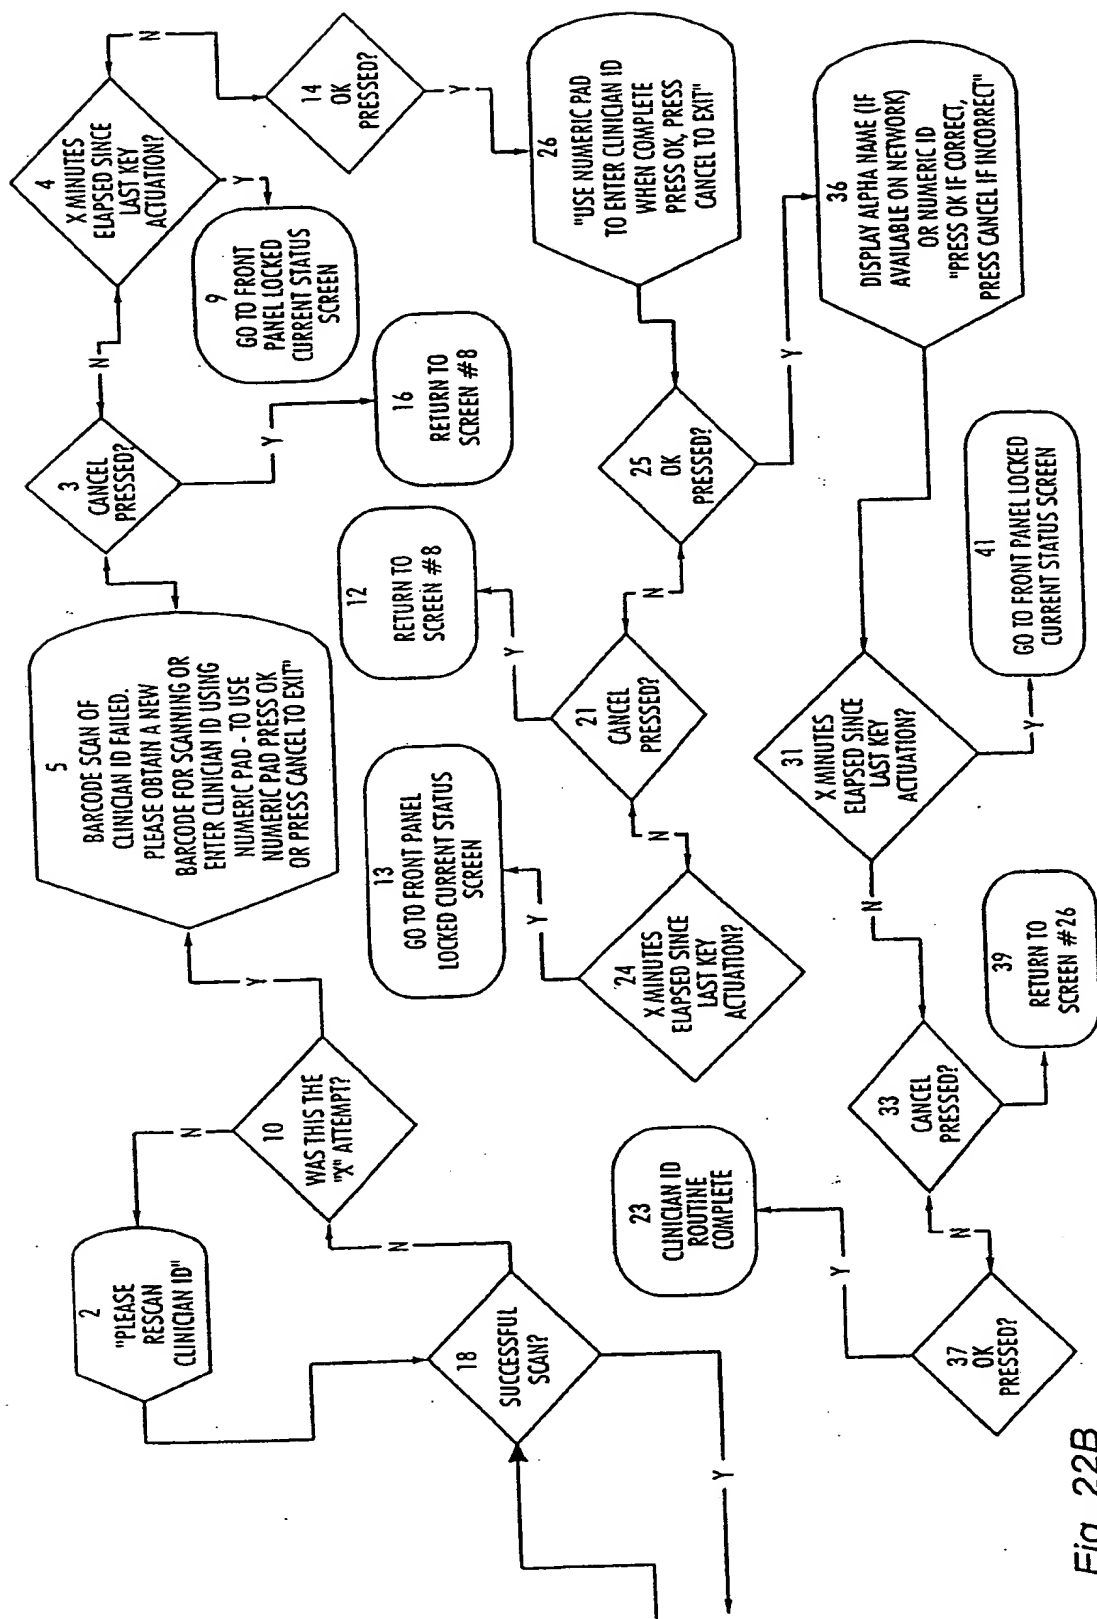 2
"PLEASE
RESCAN
CLINICIAN ID"
N
10
WAS THIS THE
"X" ATTEMPT?
Y
5
BARCODE SCAN OF
CLINICIAN ID FAILED.
PLEASE OBTAIN A NEW
BARCODE FOR SCANNING OR
ENTER CLINICIAN ID USING
NUMERIC PAD - TO USE
NUMERIC PAD PRESS OK
OR PRESS CANCEL TO EXIT"
3
CANCEL
PRESSED?
N
Y
4
X MINUTES
ELAPSED SINCE
LAST KEY
ACTUATION?
N
Y
9
GO TO FRONT
PANEL LOCKED
CURRENT STATUS
SCREEN
16
RETURN TO
SCREEN #8
14
OK
PRESSED?
Y
18
SUCCESSFUL
SCAN?
N
Y
13
GO TO FRONT PANEL
LOCKED CURRENT STATUS
SCREEN
Y
12
RETURN TO
SCREEN #8
Y
24
X MINUTES
ELAPSED SINCE
LAST KEY
ACTUATION?
N
21
CANCEL
PRESSED?
N
25
OK
PRESSED?
Y
26
"USE NUMERIC PAD
TO ENTER CLINICIAN ID
WHEN COMPLETE
PRESS OK, PRESS
CANCEL TO EXIT"
23
CLINICIAN ID
ROUTINE
COMPLETE
Y
37
OK
PRESSED?
N
33
CANCEL
PRESSED?
Y
39
RETURN TO
SCREEN #26
N
31
X MINUTES
ELAPSED SINCE
LAST KEY
ACTUATION?
Y
41
GO TO FRONT PANEL LOCKED
CURRENT STATUS SCREEN
36
DISPLAY ALPHA NAME (IF
AVAILABLE ON NETWORK)
OR NUMERIC ID
"PRESS OK IF CORRECT,
PRESS CANCEL IF INCORRECT"
Fig. 22B